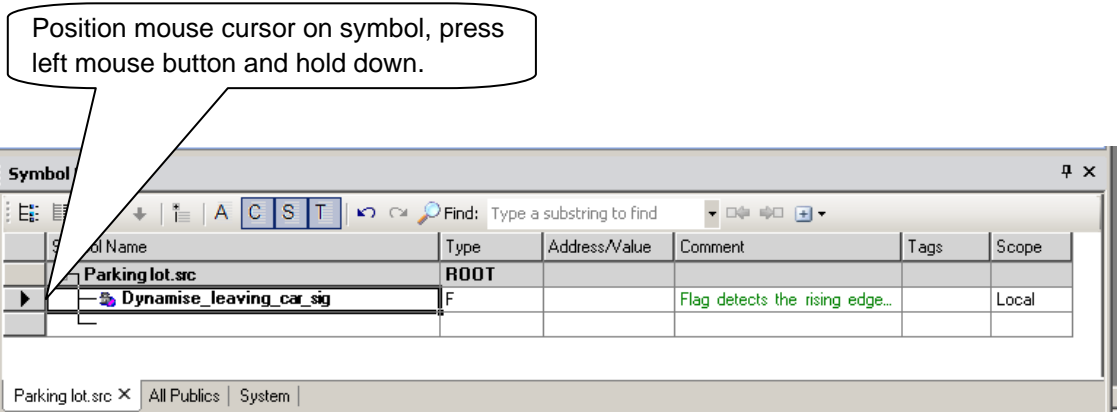 Position mouse cursor on symbol, press
left mouse button and hold down.
Symbol
A C S T Find: Type a substring to find
Name Type Address/Value Comment Tags Scope
Parking lot.src ROOT
Dynamise_leaving_car_sig F Flag detects the rising edge... Local
Parking lot.src All Publics System